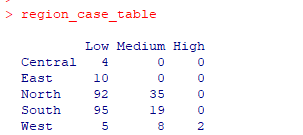 > region_case_table
Low Medium High
Central 4 0 0
East 10 0 0
North 92 35 0
South 95 19 0
West 5 8 2